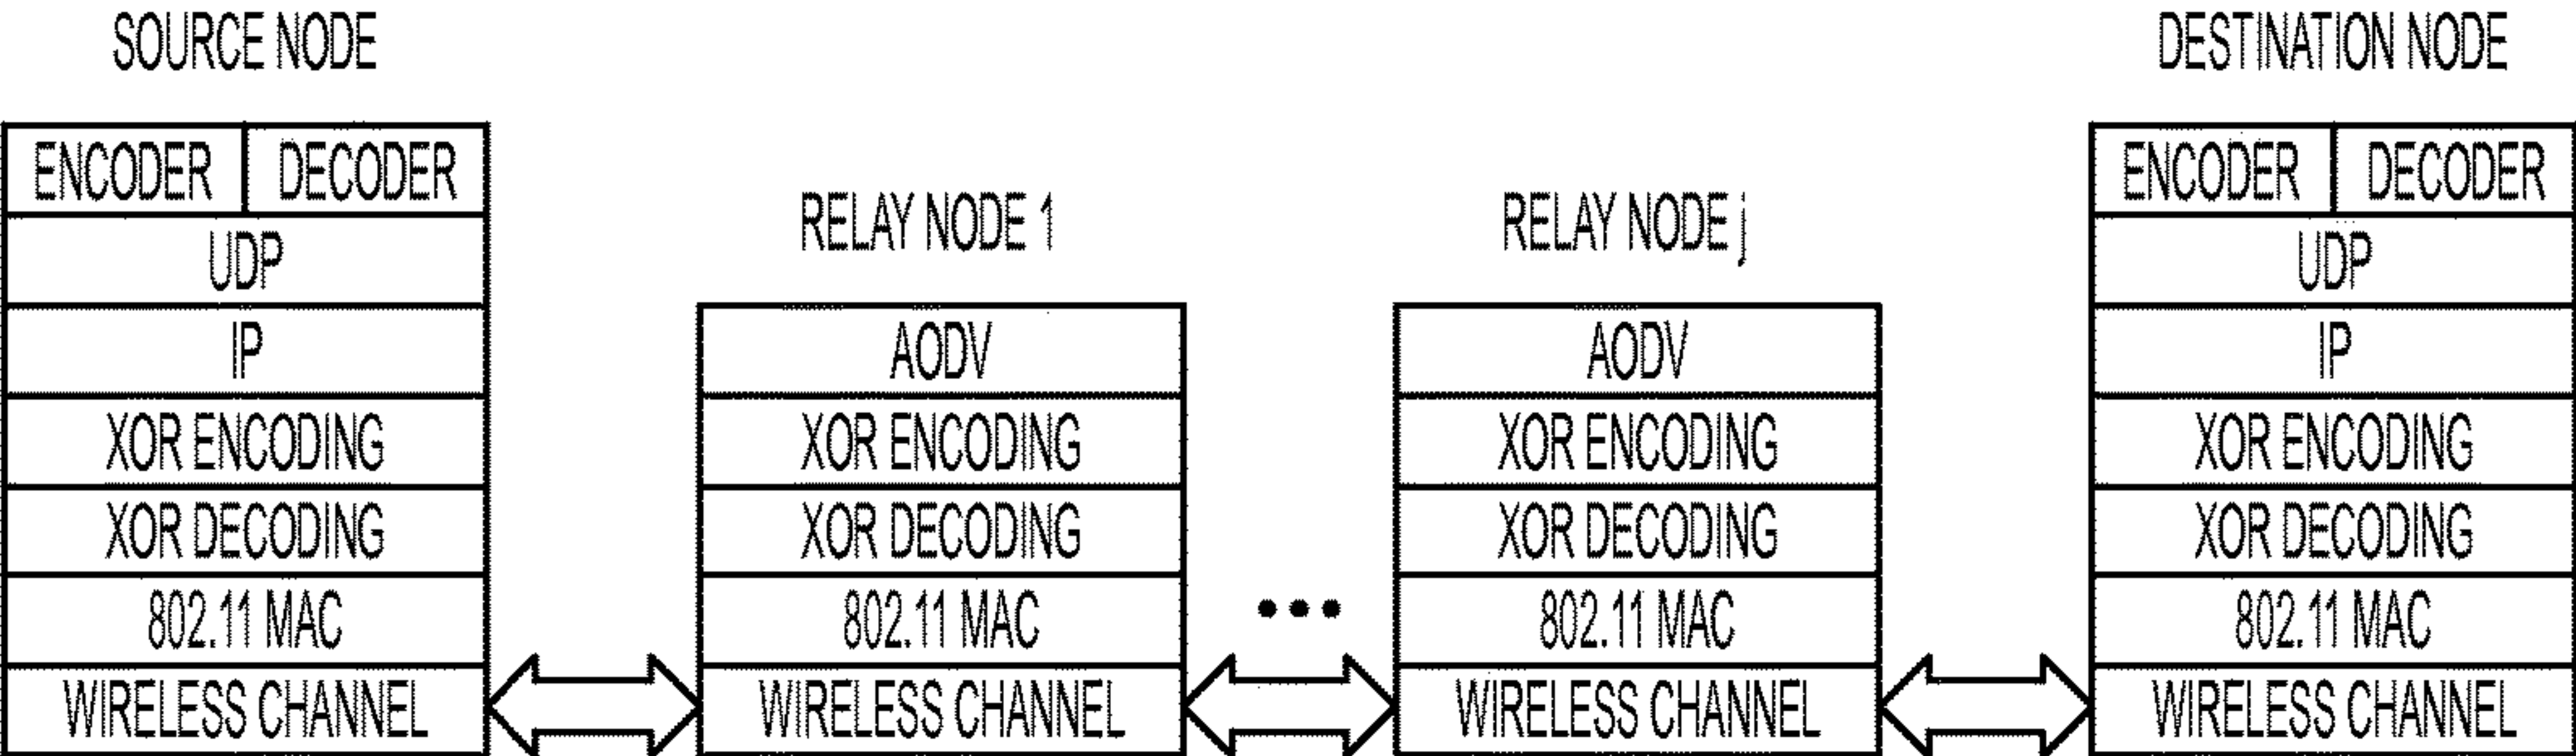 SOURCE NODE
ENCODER DECODER
UDP
IP
XOR ENCODING
XOR DECODING
802.11 MAC
WIRELESS CHANNEL
RELAY NODE 1
AODV
XOR ENCODING
XOR DECODING
802.11 MAC
WIRELESS CHANNEL
•••
RELAY NODE j
AODV
XOR ENCODING
XOR DECODING
802.11 MAC
WIRELESS CHANNEL
DESTINATION NODE
ENCODER DECODER
UDP
IP
XOR ENCODING
XOR DECODING
802.11 MAC
WIRELESS CHANNEL